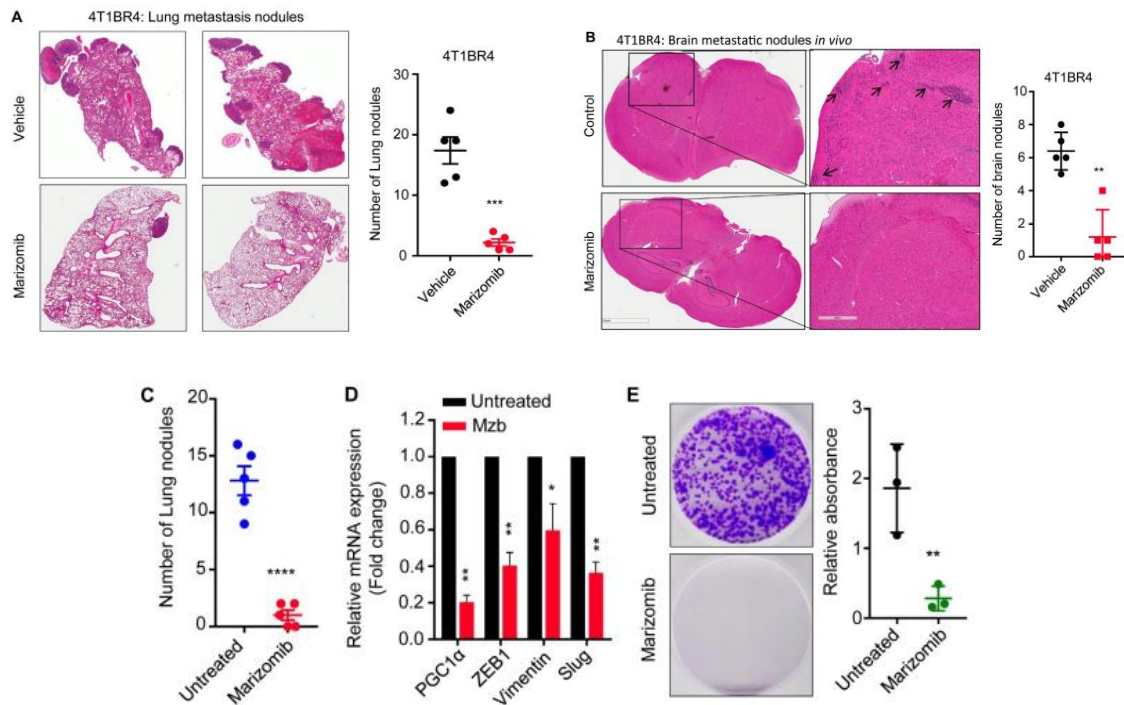 A
4T1BR4: Lung metastasis nodules
Vehicle
Marizomib
4T1BR4
Number of Lung nodules
30
20
10
0
***
Vehicle
Marizomib
B
4T1BR4: Brain metastatic nodules in vivo
Control
Marizomib
4T1BR4
Number of brain nodules
10
8
6
4
2
0
**
Vehicle
Marizomib
C
Number of Lung nodules
20
15
10
5
0
****
Untreated
Marizomib
D
Untreated
Mzb
Relative mRNA expression
(Fold change)
1.2
1.0
0.8
0.6
0.4
0.2
0.0
**
**
*
**
PGC1α
ZEB1
Vimentin
Slug
E
Untreated
Marizomib
Relative absorbance
3
2
1
0
**
Untreated
Marizomib